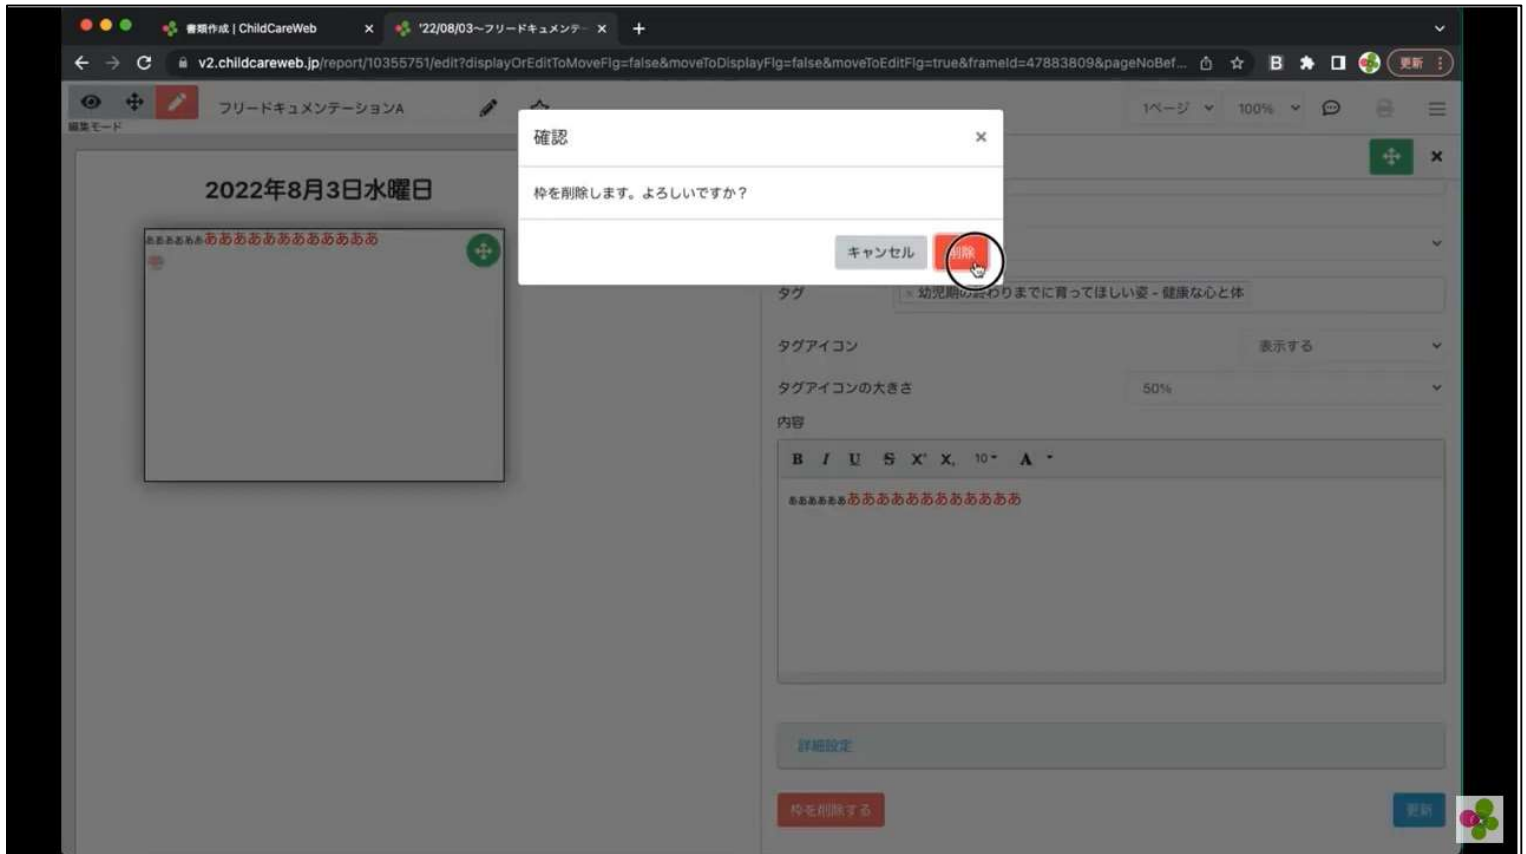 書類作成 | ChildCareWeb
'22/08/03〜フリードキュメンテー
v2.childcareweb.jp/report/10355751/edit?displayOrEditToMoveFlg=false&moveToDisplayFlg=false&moveToEditFlg=true&frameId=47883809&pageNoBef...
更新
編集モード
フリードキュメンテーションA
1ページ
100%
確認
枠を削除します。よろしいですか?
キャンセル
削除
2022年8月3日水曜日
ああああああああああああああああああ
タグ
幼児期の終わりまでに育ってほしい姿 - 健康な心と体
タグアイコン
表示する
タグアイコンの大きさ
50%
内容
B I U S X² X₂ 10 A
ああああああああああああああああああ
詳細設定
枠を削除する
更新